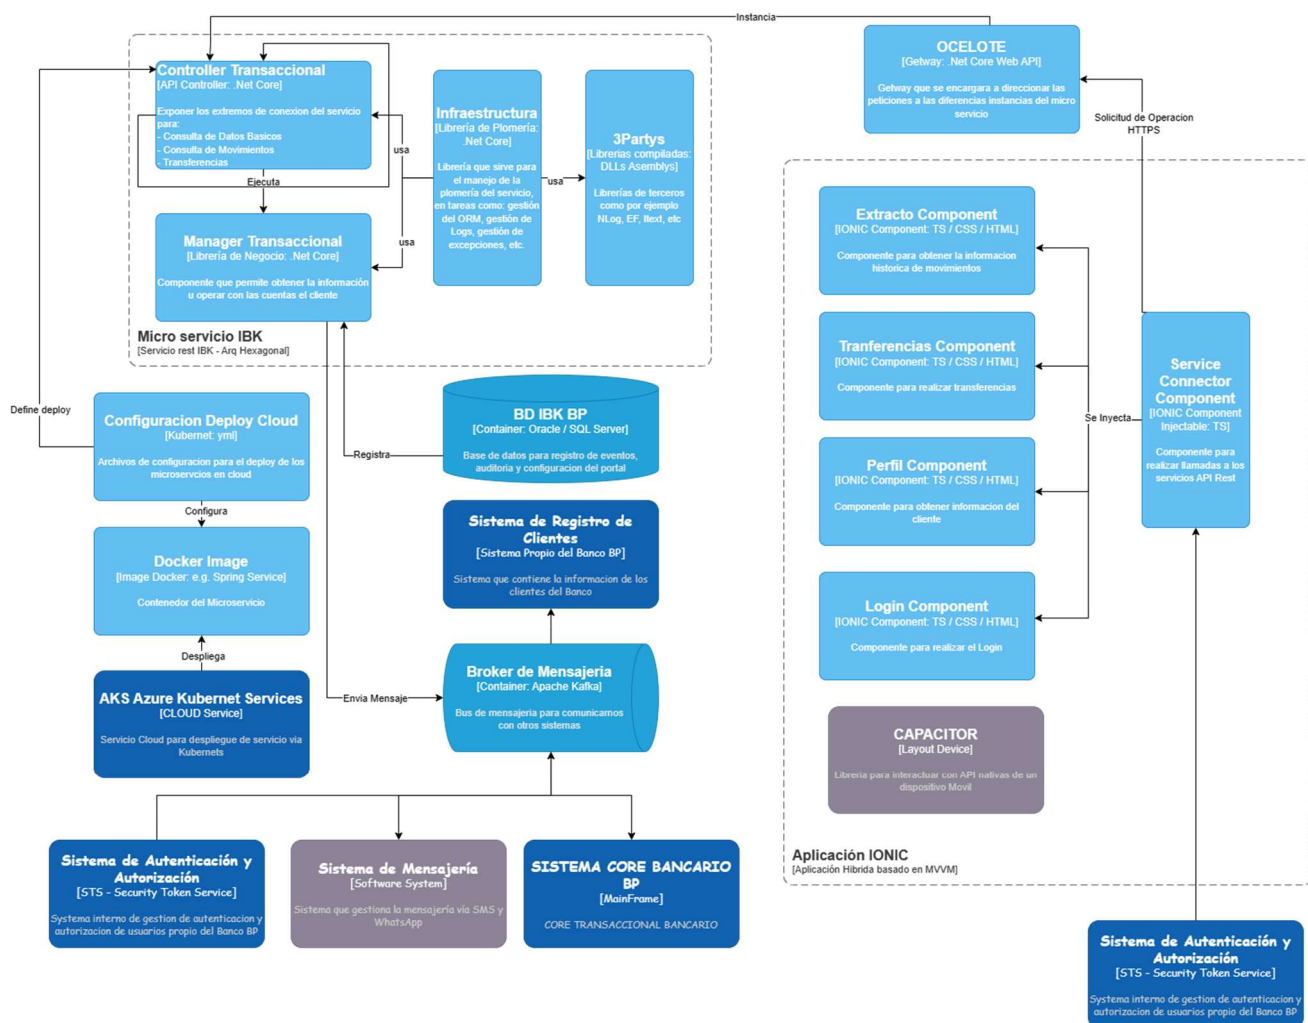 Instancia
OCELOTE
[Getway: .Net Core Web API]
Getway que se encargara a direccionar las
peticiones a las diferencias instancias del micro
servicio
Solicitud de Operacion
HTTPS
Controller Transaccional
[API Controller: .Net Core]
Exponer los extremos de conexion del servicio
para:
- Consulta de Datos Basicos
- Consulta de Movimientos
- Transferencias
Ejecuta
usa
Infraestructura
[Librería de Plomería:
.Net Core]
Librería que sirve para
el manejo de la
plomería del servicio,
en tareas como: gestión
del ORM, gestión de
Logs, gestión de
excepciones, etc.
usa
3Partys
[Librerias compiladas:
DLLs Asemblys]
Librerías de terceros
como por ejemplo
NLog, EF, Itext, etc
Manager Transaccional
[Librería de Negocio: .Net Core]
Componente que permite obtener la información
u operar con las cuentas el cliente
usa
Micro servicio IBK
[Servicio rest IBK - Arq Hexagonal]
Define deploy
Configuracion Deploy Cloud
[Kubernet: yml]
Archivos de configuracion para el deploy de los
microservcios en cloud
Configura
Docker Image
[Image Docker: e.g. Spring Service]
Contenedor del Microservicio
Despliega
AKS Azure Kubernet Services
[CLOUD Service]
Servicio Cloud para despliegue de servicio via
Kubernets
Registra
BD IBK BP
[Container: Oracle / SQL Server]
Base de datos para registro de eventos,
auditoria y configuracion del portal
Sistema de Registro de
Clientes
[Sistema Propio del Banco BP]
Sistema que contiene la informacion de los
clientes del Banco
Envia Mensaje
Broker de Mensajeria
[Container: Apache Kafka]
Bus de mensajeria para comunicarnos
con otros sistemas
Sistema de Autenticación y
Autorización
[STS - Security Token Service]
Systema interno de gestion de autenticacion y
autorizacion de usuarios propio del Banco BP
Sistema de Mensajería
[Software System]
Sistema que gestiona la mensajería vía SMS y
WhatsApp
SISTEMA CORE BANCARIO
BP
[MainFrame]
CORE TRANSACCIONAL BANCARIO
Extracto Component
[IONIC Component: TS / CSS / HTML]
Componente para obtener la informacion
historica de movimientos
Tranferencias Component
[IONIC Component: TS / CSS / HTML]
Componente para realizar transferencias
Perfil Component
[IONIC Component: TS / CSS / HTML]
Componente para obtener informacion del
cliente
Login Component
[IONIC Component: TS / CSS / HTML]
Componente para realizar el Login
Se Inyecta
Service
Connector
Component
[IONIC Component
Injectable: TS]
Componente para
realizar llamadas a los
servicios API Rest
CAPACITOR
[Layout Device]
Libreria para interactuar con API nativas de un
dispositivo Movil
Aplicación IONIC
[Aplicación Hibrida basado en MVVM]
Sistema de Autenticación y
Autorización
[STS - Security Token Service]
Systema interno de gestion de autenticacion y
autorizacion de usuarios propio del Banco BP